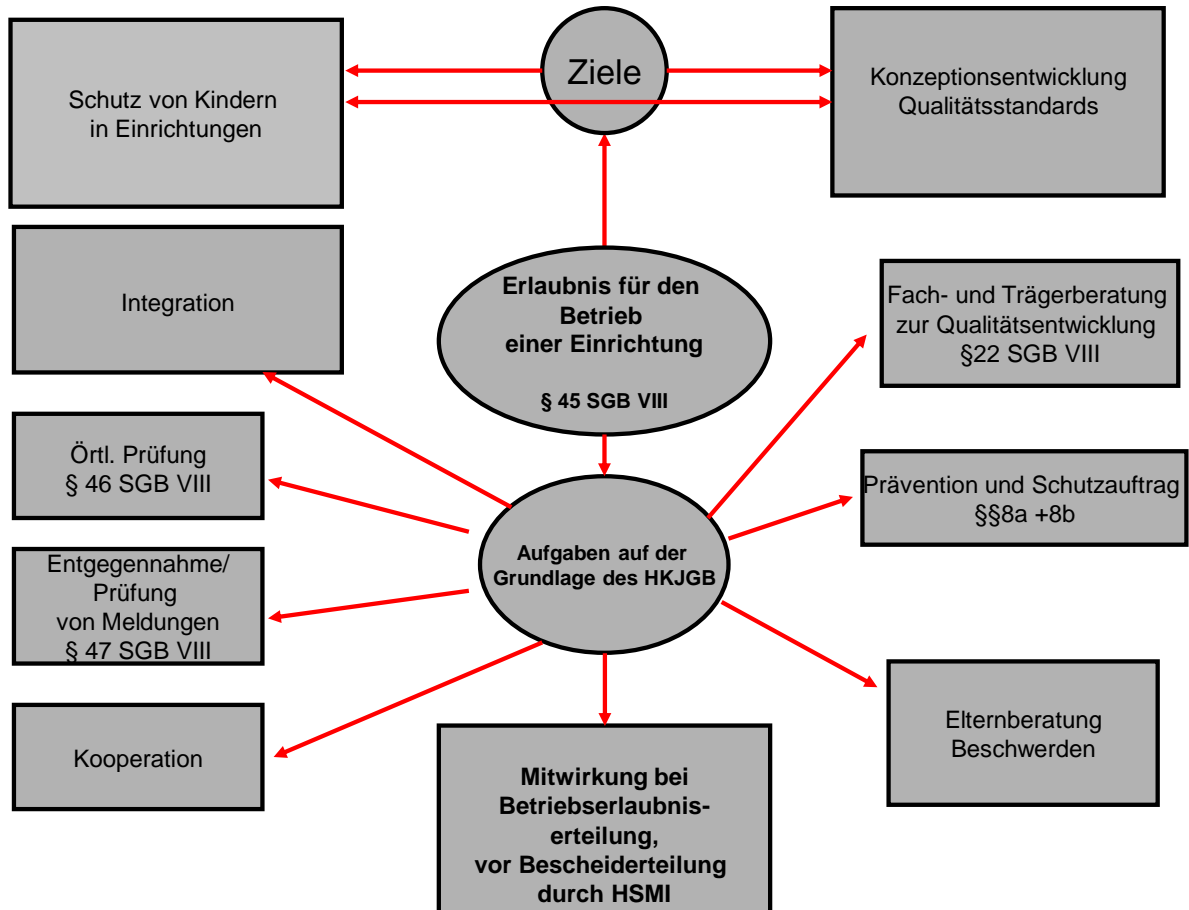 Ziele
Schutz von Kindern
in Einrichtungen
Konzeptionsentwicklung
Qualitätsstandards
Integration
Erlaubnis für den
Betrieb
einer Einrichtung
§ 45 SGB VIII
Fach- und Trägerberatung
zur Qualitätsentwicklung
§22 SGB VIII
Örtl. Prüfung
§ 46 SGB VIII
Prävention und Schutzauftrag
§§8a +8b
Entgegennahme/
Prüfung
von Meldungen
§ 47 SGB VIII
Aufgaben auf der
Grundlage des HKJGB
Kooperation
Mitwirkung bei
Betriebserlaubnis-
erteilung,
vor Bescheiderteilung
durch HSMI
Elternberatung
Beschwerden